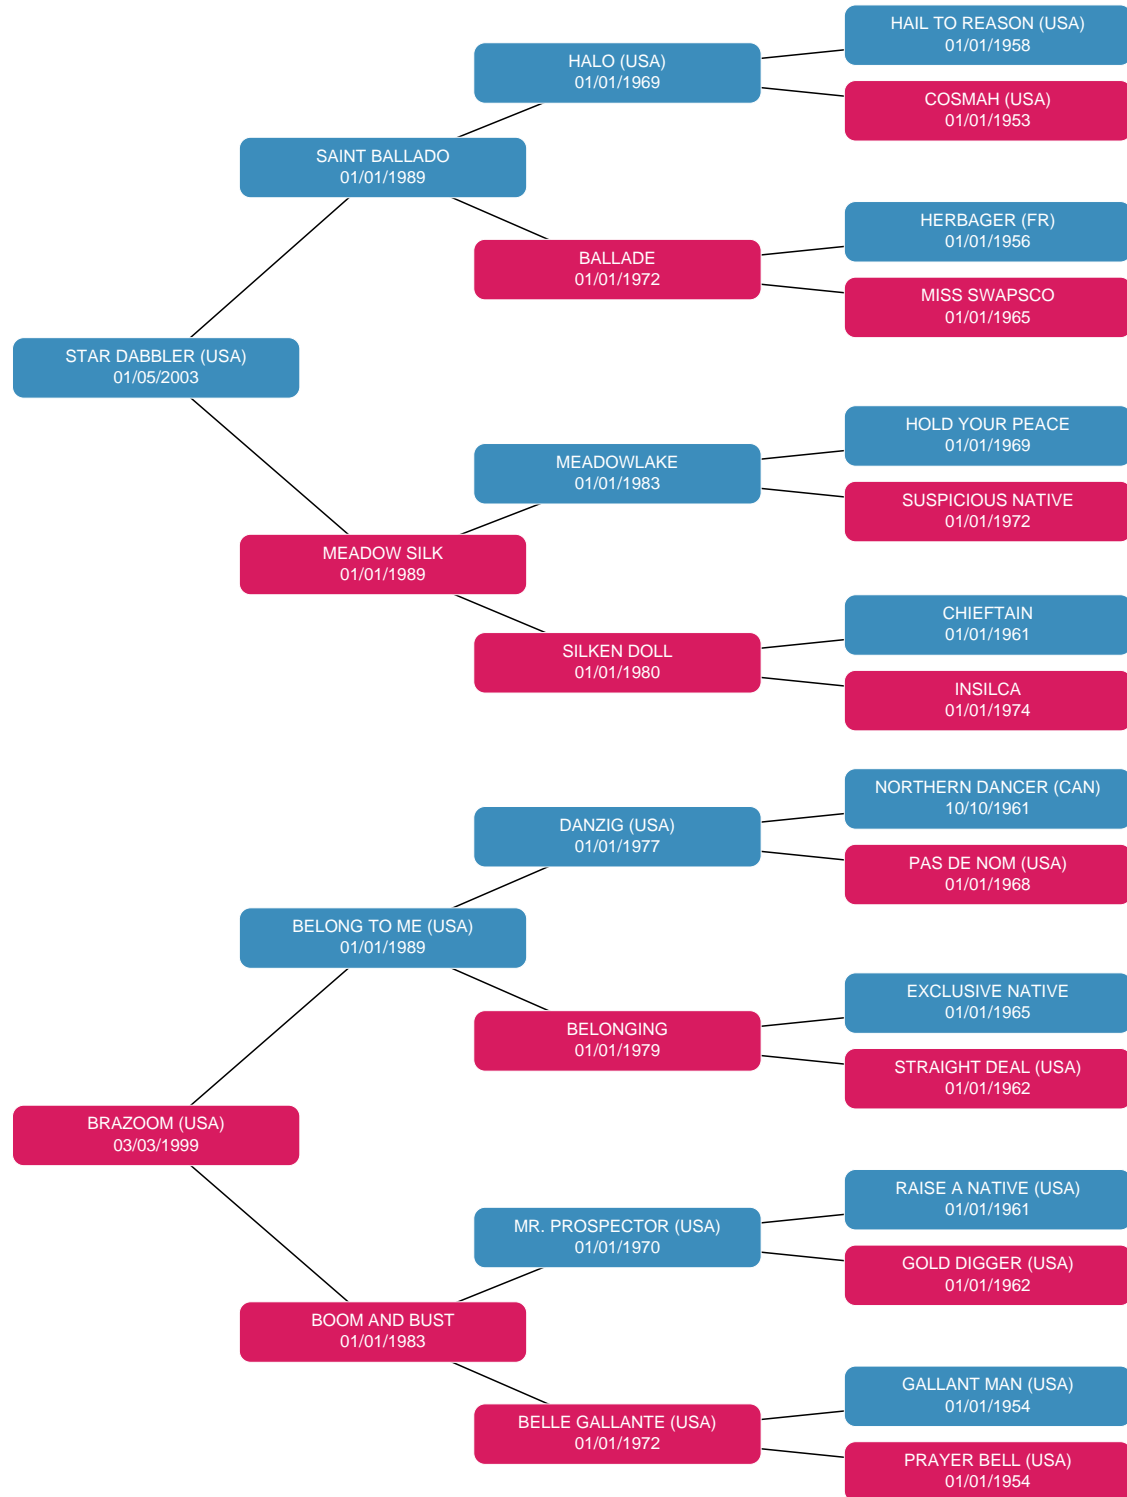 HAIL TO REASON (USA)
01/01/1958
HALO (USA)
01/01/1969
COSMAH (USA)
01/01/1953
SAINT BALLADO
01/01/1989
HERBAGER (FR)
01/01/1956
BALLADE
01/01/1972
MISS SWAPSCO
01/01/1965
STAR DABBLER (USA)
01/05/2003
HOLD YOUR PEACE
01/01/1969
MEADOWLAKE
01/01/1983
SUSPICIOUS NATIVE
01/01/1972
MEADOW SILK
01/01/1989
CHIEFTAIN
01/01/1961
SILKEN DOLL
01/01/1980
INSILCA
01/01/1974
NORTHERN DANCER (CAN)
10/10/1961
DANZIG (USA)
01/01/1977
PAS DE NOM (USA)
01/01/1968
BELONG TO ME (USA)
01/01/1989
EXCLUSIVE NATIVE
01/01/1965
BELONGING
01/01/1979
STRAIGHT DEAL (USA)
01/01/1962
BRAZOOM (USA)
03/03/1999
RAISE A NATIVE (USA)
01/01/1961
MR. PROSPECTOR (USA)
01/01/1970
GOLD DIGGER (USA)
01/01/1962
BOOM AND BUST
01/01/1983
GALLANT MAN (USA)
01/01/1954
BELLE GALLANTE (USA)
01/01/1972
PRAYER BELL (USA)
01/01/1954